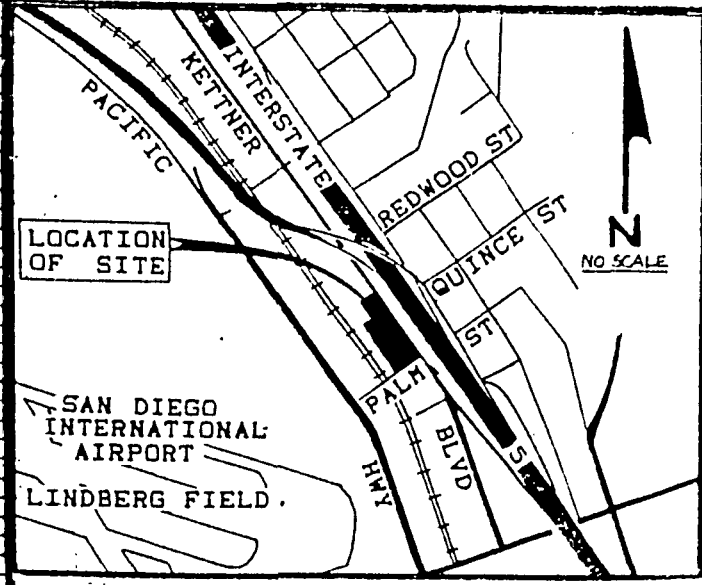 INTERSTATE
KETTNER
PACIFIC
REDWOOD ST
QUINCE ST
N
NO SCALE
LOCATION
OF SITE
PALM ST
SAN DIEGO
INTERNATIONAL
AIRPORT
LINDBERG FIELD.
HWY
BLVD
5